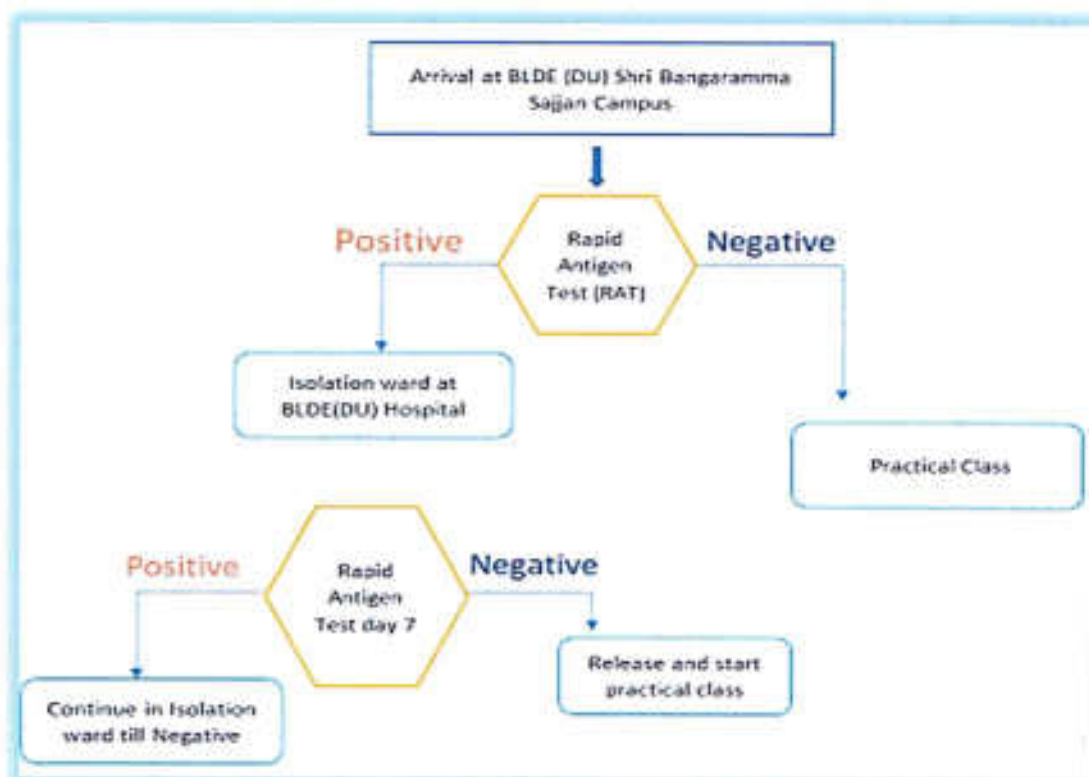 Arrival at BLDE (DU) Shri Bangaramma
Sajjan Campus
Positive
Rapid
Antigen
Test (RAT)
Negative
Isolation ward at
BLDE(DU) Hospital
Practical Class
Positive
Rapid
Antigen
Test day 7
Negative
Release and start
practical class
Continue in Isolation
ward till Negative